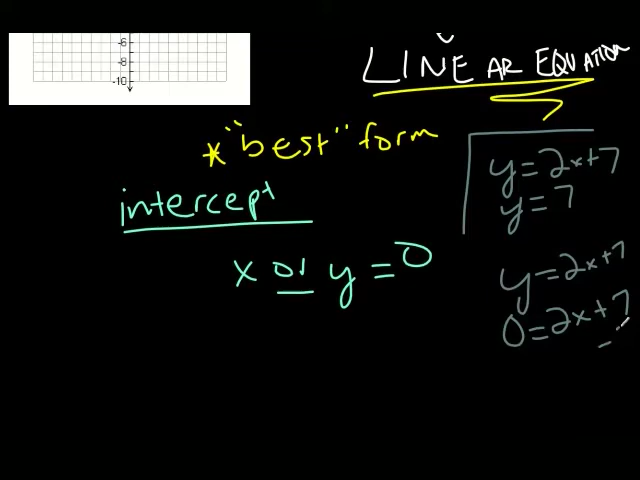 -6
-8
-10
LINEAR EQUATION
* "best" form
intercept
x or y = 0
y = 2x + 7
y = 7
y = 2x + 7
0 = 2x + 7
-